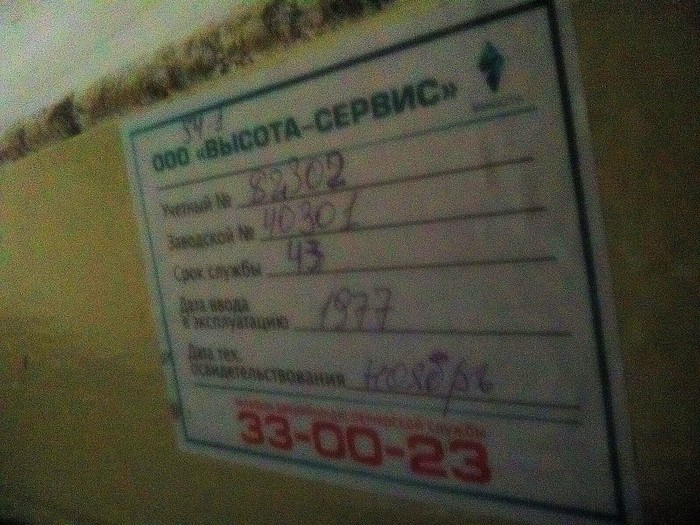 ООО «ВЫСОТА-СЕРВИС»
Учетный № 82302
Заводской № 40301
Срок службы 43
Дата ввода
в эксплуатацию 1977
Дата тех.
освидетельствования ноябрь
33-00-23